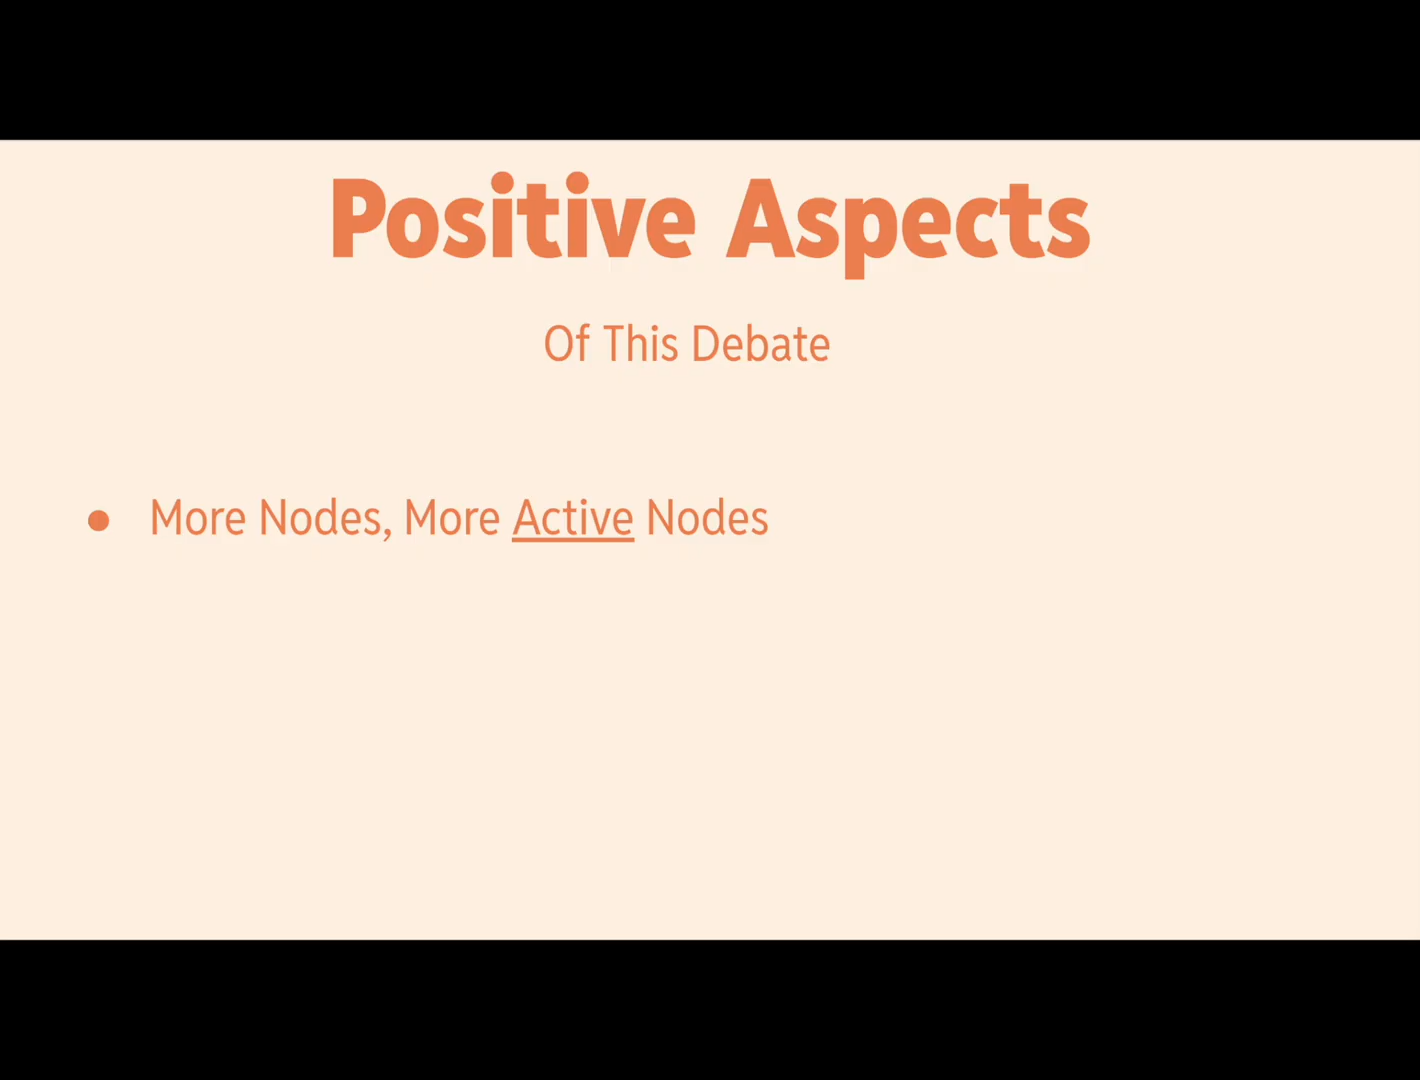 Positive Aspects
Of This Debate
● More Nodes, More Active Nodes